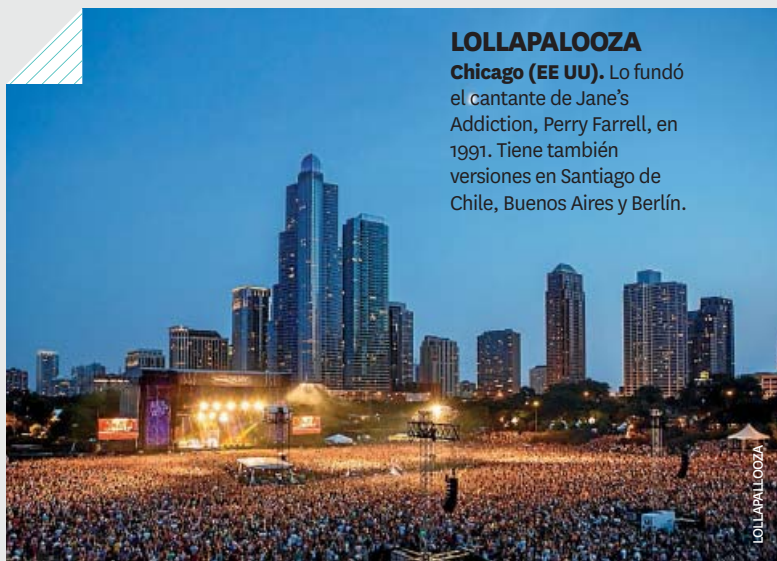 LOLLAPALOOZA
Chicago (EE UU). Lo fundó
el cantante de Jane's
Addiction, Perry Farrell, en
1991. Tiene también
versiones en Santiago de
Chile, Buenos Aires y Berlín.
LOLLAPALLOOZA